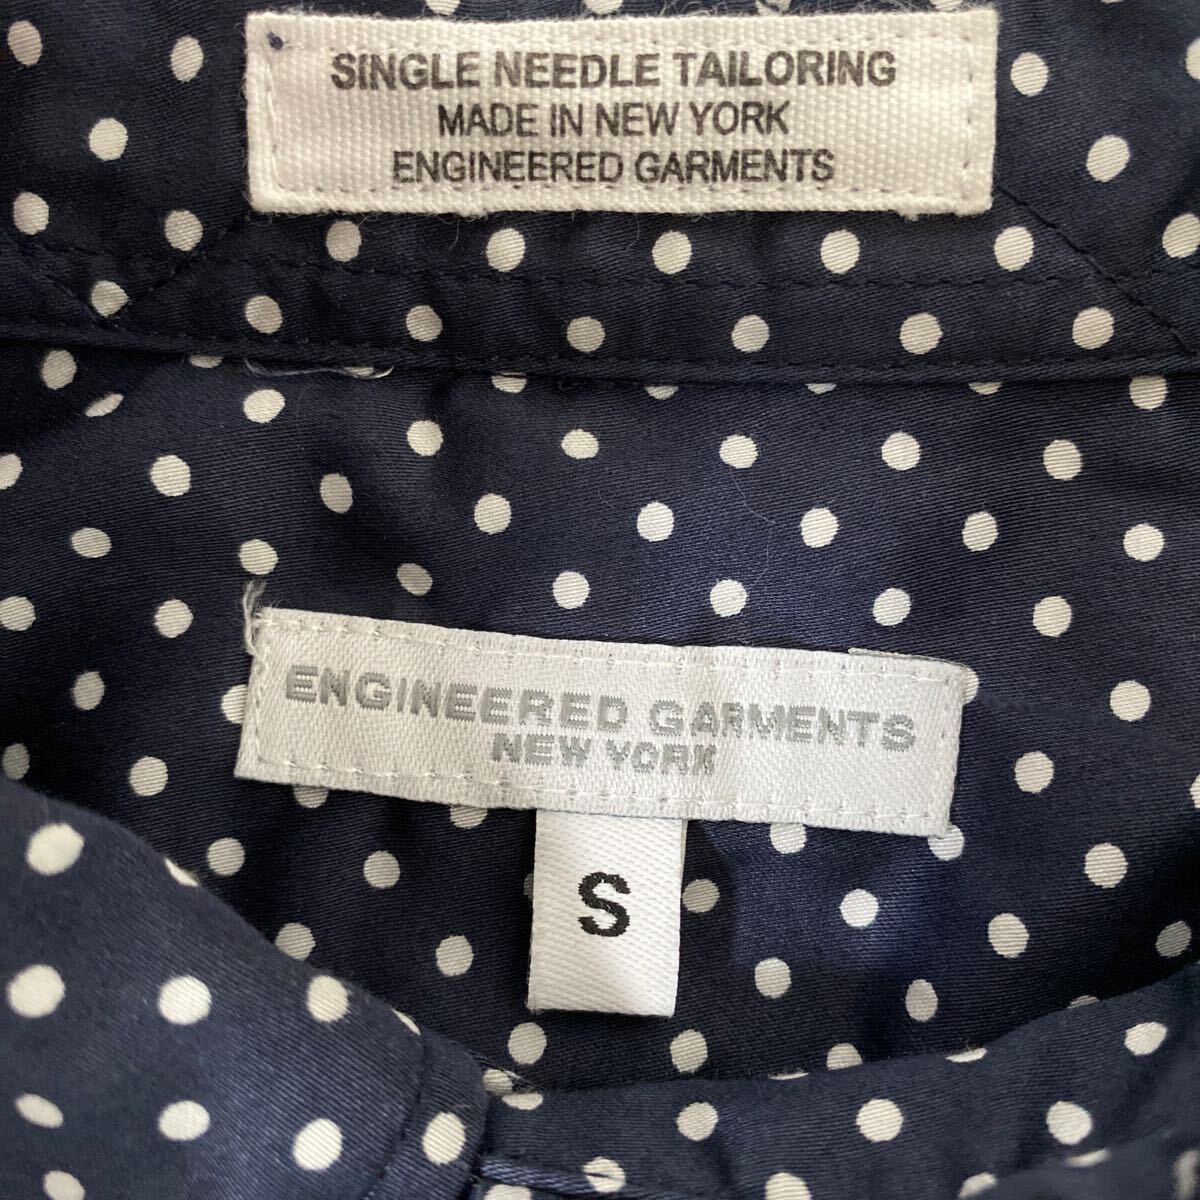 SINGLE NEEDLE TAILORING
MADE IN NEW YORK
ENGINEERED GARMENTS
ENGINEERED GARMENTS
NEW YORK
S